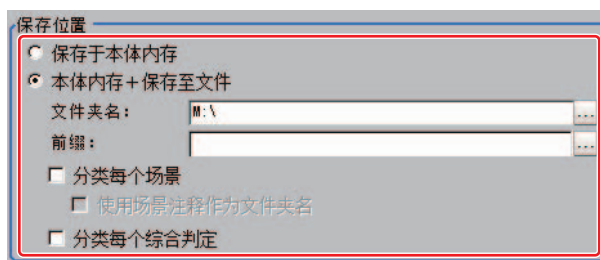 保存位置
保存于本体内存
本体内存+保存至文件
文件夹名: M:\ ...
前缀: ...
分类每个场景
使用场景注释作为文件夹名
分类每个综合判定